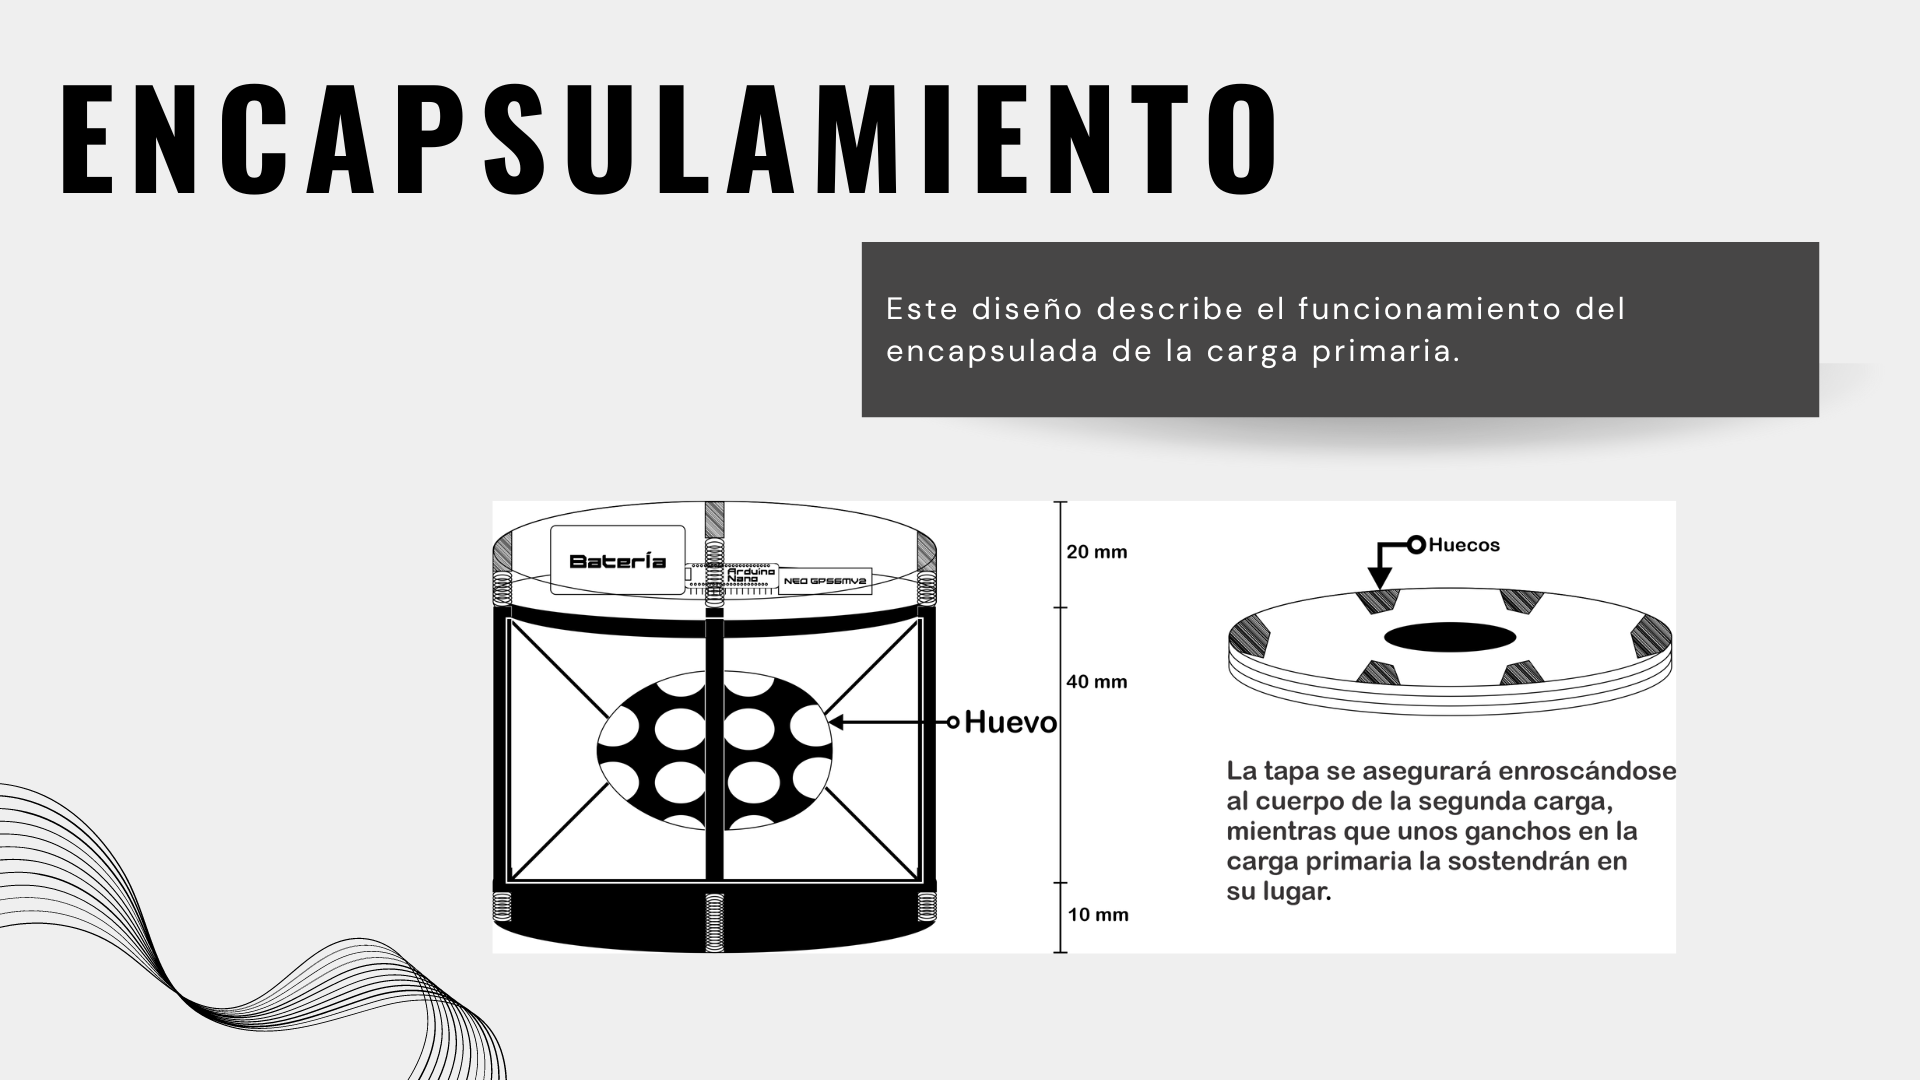 ENCAPSULAMIENTO
Este diseño describe el funcionamiento del
encapsulada de la carga primaria.
Batería
Arduino
Nano
NEO GPS6MV2
20 mm
40 mm
Huevo
10 mm
Huecos
La tapa se asegurará enroscándose
al cuerpo de la segunda carga,
mientras que unos ganchos en la
carga primaria la sostendrán en
su lugar.